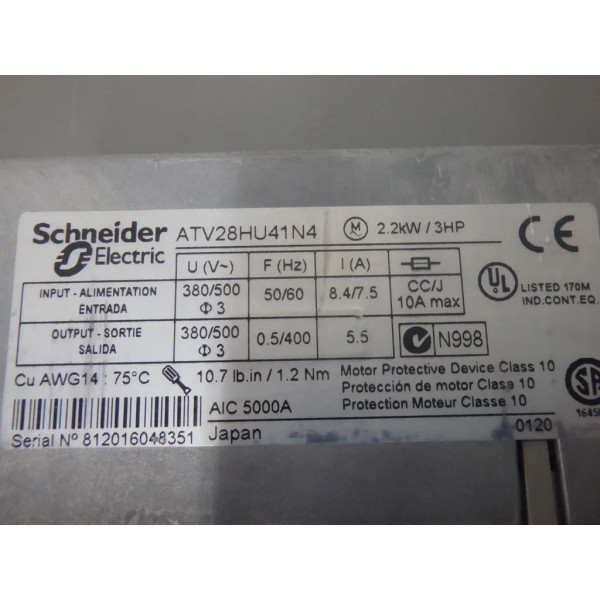 Schneider Electric
ATV28HU41N4 M 2.2kW / 3HP CE
U (V~) F (Hz) I (A)
INPUT - ALIMENTATION ENTRADA 380/500 Φ 3 50/60 8.4/7.5 CC/J 10A max
UL LISTED 170M
IND.CONT.EQ.
OUTPUT - SORTIE SALIDA 380/500 Φ 3 0.5/400 5.5 N998
Cu AWG14 : 75°C 10.7 lb.in / 1.2 Nm
Motor Protective Device Class 10
Protección de motor Clase 10
Protection Moteur Classe 10
SA
AIC 5000A
Serial Nº 812016048351
Japan
0120